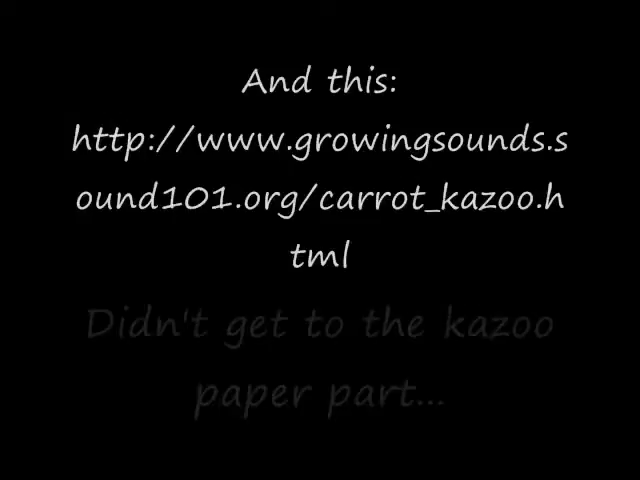 And this:
http://www.growingsounds.s
ound101.org/carrot_kazoo.h
tml
Didn't get to the kazoo
paper part...